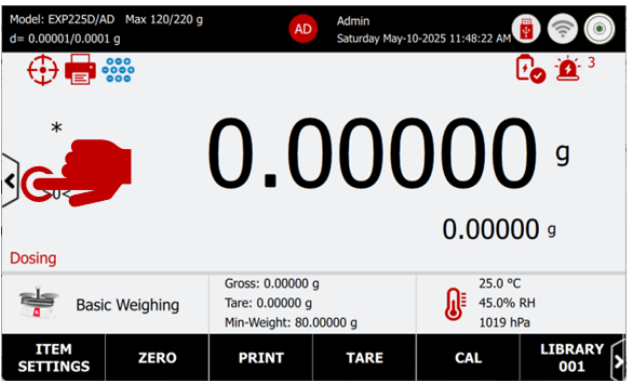 Model: EXP225D/AD Max 120/220 g
d= 0.00001/0.0001 g
AD
Admin
Saturday May-10-2025 11:48:22 AM
3
*
0.00000 g
>0<
0.00000 g
Dosing
Basic Weighing
Gross: 0.00000 g
Tare: 0.00000 g
Min-Weight: 80.00000 g
25.0 °C
45.0% RH
1019 hPa
ITEM SETTINGS
ZERO
PRINT
TARE
CAL
LIBRARY 001